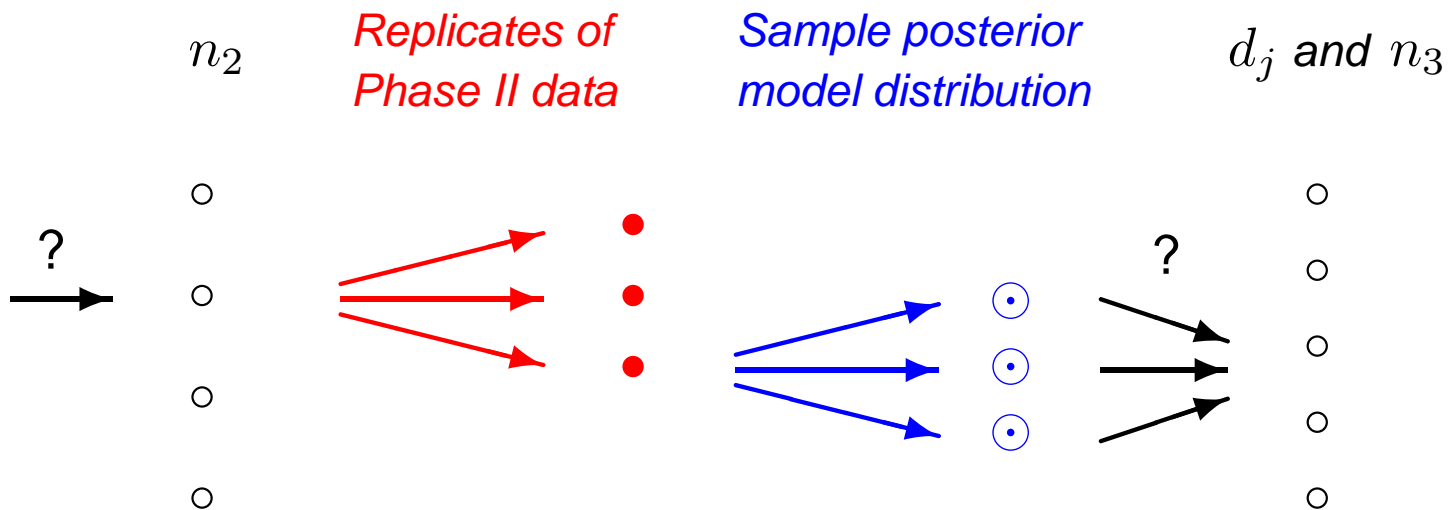 n₂
Replicates of
Phase II data
Sample posterior
model distribution
dⱼ and n₃
?
?